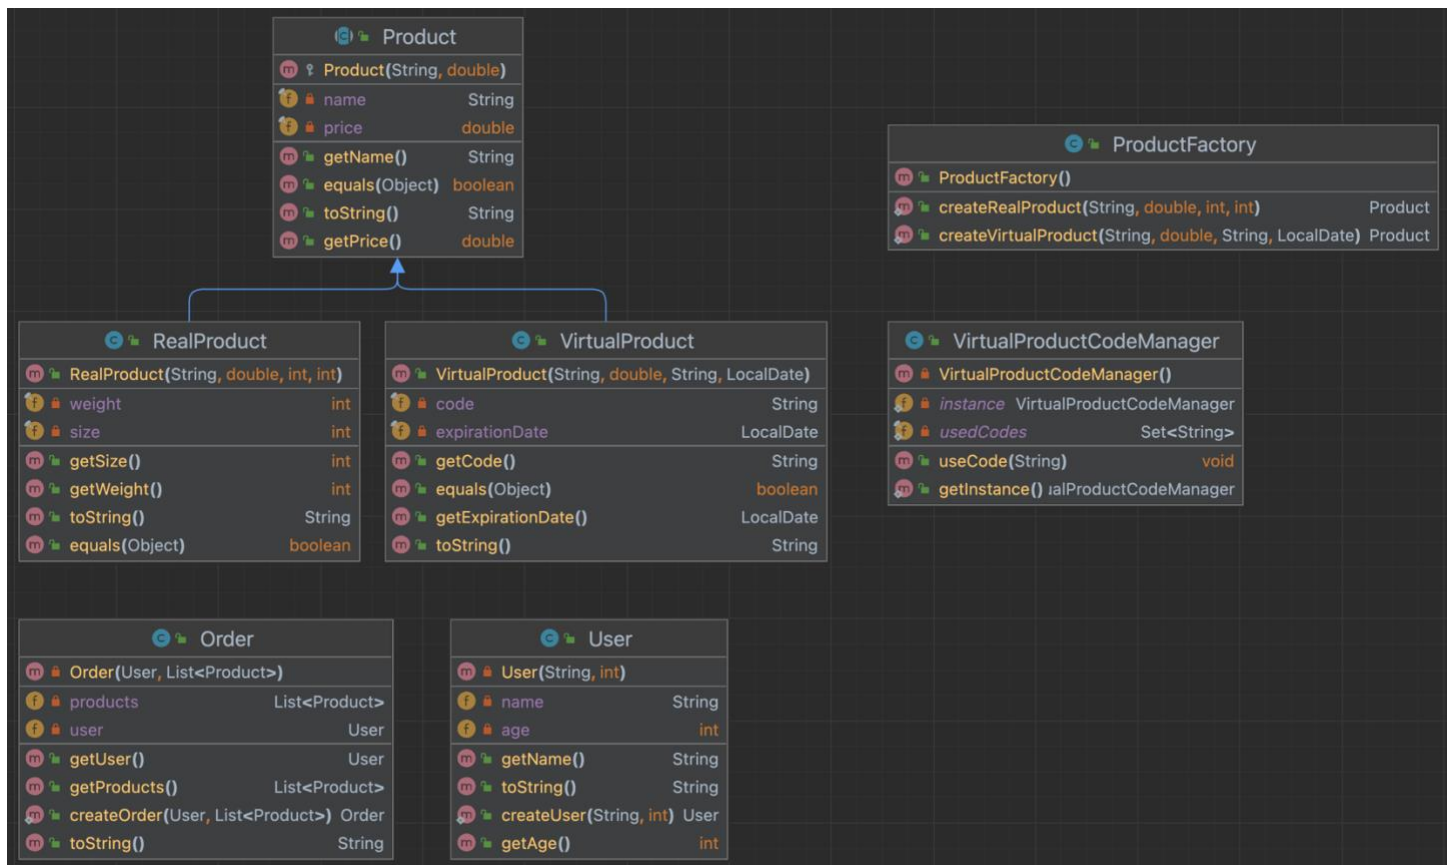 Product
Product(String, double)
name String
price double
getName() String
equals(Object) boolean
toString() String
getPrice() double
ProductFactory
ProductFactory()
createRealProduct(String, double, int, int) Product
createVirtualProduct(String, double, String, LocalDate) Product
RealProduct
RealProduct(String, double, int, int)
weight int
size int
getSize() int
getWeight() int
toString() String
equals(Object) boolean
VirtualProduct
VirtualProduct(String, double, String, LocalDate)
code String
expirationDate LocalDate
getCode() String
equals(Object) boolean
getExpirationDate() LocalDate
toString() String
VirtualProductCodeManager
VirtualProductCodeManager()
instance VirtualProductCodeManager
usedCodes Set<String>
useCode(String) void
getInstance() ıalProductCodeManager
Order
Order(User, List<Product>)
products List<Product>
user User
getUser() User
getProducts() List<Product>
createOrder(User, List<Product>) Order
toString() String
User
User(String, int)
name String
age int
getName() String
toString() String
createUser(String, int) User
getAge() int